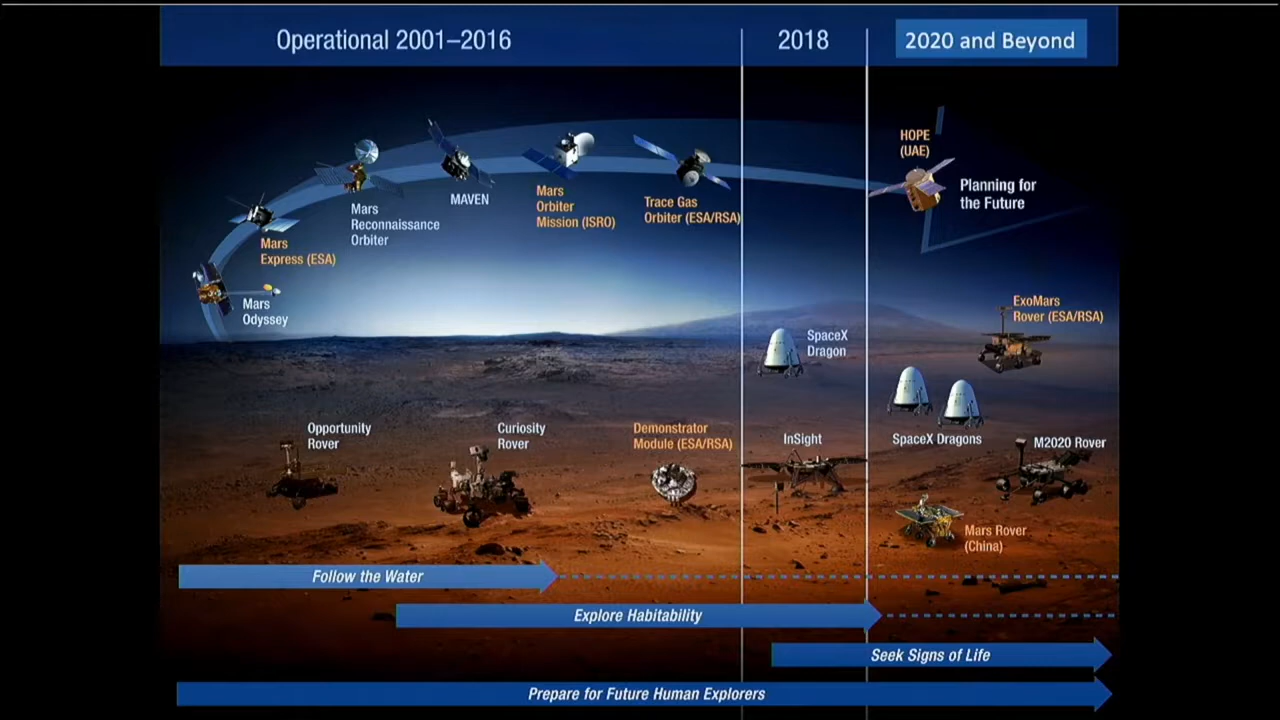 Operational 2001–2016
2018
2020 and Beyond
HOPE
(UAE)
Planning for
the Future
MAVEN
Mars
Orbiter
Mission (ISRO)
Trace Gas
Orbiter (ESA/RSA)
Mars
Reconnaissance
Orbiter
Mars
Express (ESA)
Mars
Odyssey
ExoMars
Rover (ESA/RSA)
SpaceX
Dragon
Opportunity
Rover
Curiosity
Rover
Demonstrator
Module (ESA/RSA)
InSight
SpaceX Dragons
M2020 Rover
Mars Rover
(China)
Follow the Water
Explore Habitability
Seek Signs of Life
Prepare for Future Human Explorers